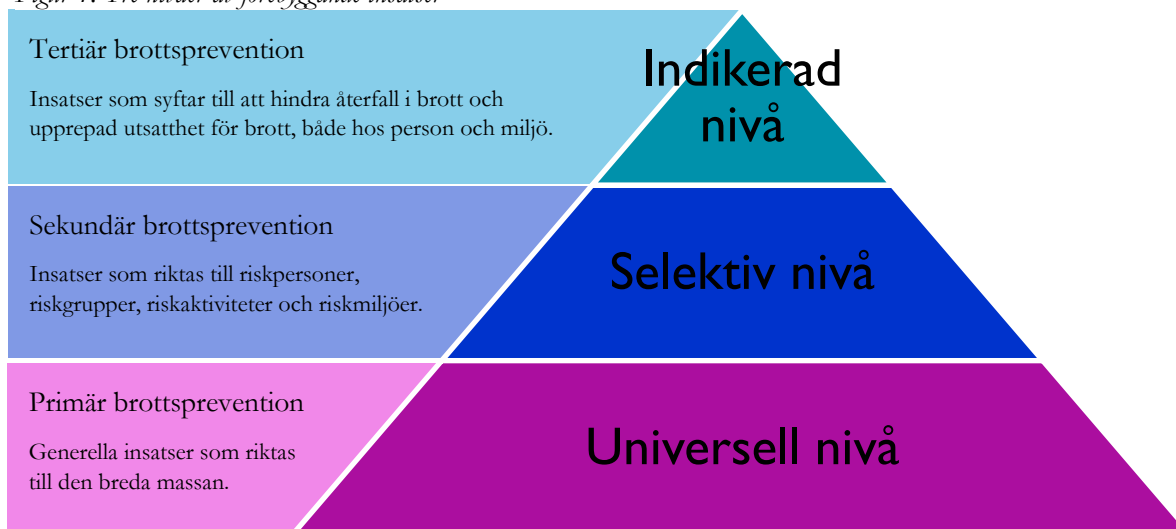 Tertiär brottsprevention
Insatser som syftar till att hindra återfall i brott och
upprepad utsatthet för brott, både hos person och miljö.
Indikerad
nivå
Sekundär brottsprevention
Insatser som riktas till riskpersoner,
riskgrupper, riskaktiviteter och riskmiljöer.
Selektiv nivå
Primär brottsprevention
Generella insatser som riktas
till den breda massan.
Universell nivå